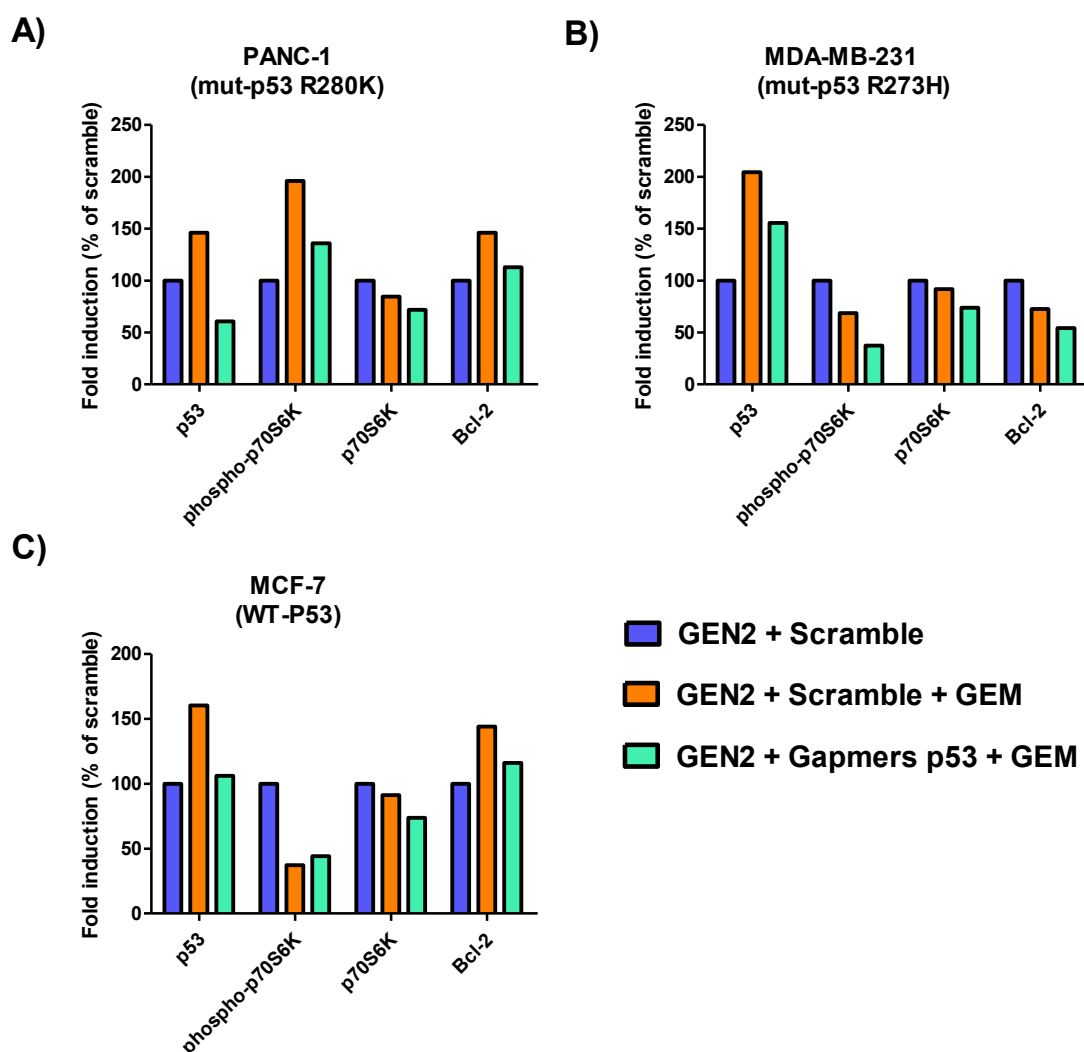 A)
PANC-1
(mut-p53 R280K)
Fold induction (% of scramble)
250
200
150
100
50
0
p53
phospho-p70S6K
p70S6K
Bcl-2
B)
MDA-MB-231
(mut-p53 R273H)
Fold induction (% of scramble)
250
200
150
100
50
0
p53
phospho-p70S6K
p70S6K
Bcl-2
C)
MCF-7
(WT-P53)
Fold induction (% of scramble)
200
150
100
50
0
p53
phospho-p70S6K
p70S6K
Bcl-2
GEN2 + Scramble
GEN2 + Scramble + GEM
GEN2 + Gapmers p53 + GEM